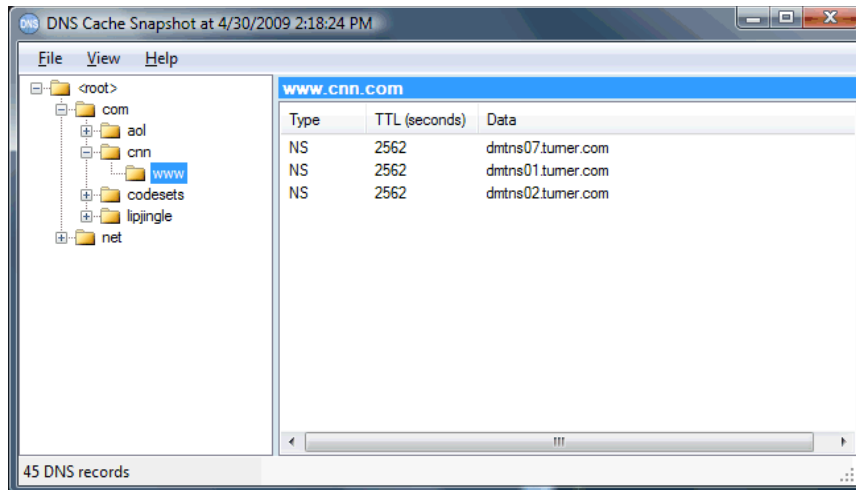 DNS DNS Cache Snapshot at 4/30/2009 2:18:24 PM
File View Help
<root>
com
aol
cnn
www
codesets
lipjingle
net
www.cnn.com
Type TTL (seconds) Data
NS 2562 dmtns07.turner.com
NS 2562 dmtns01.turner.com
NS 2562 dmtns02.turner.com
45 DNS records